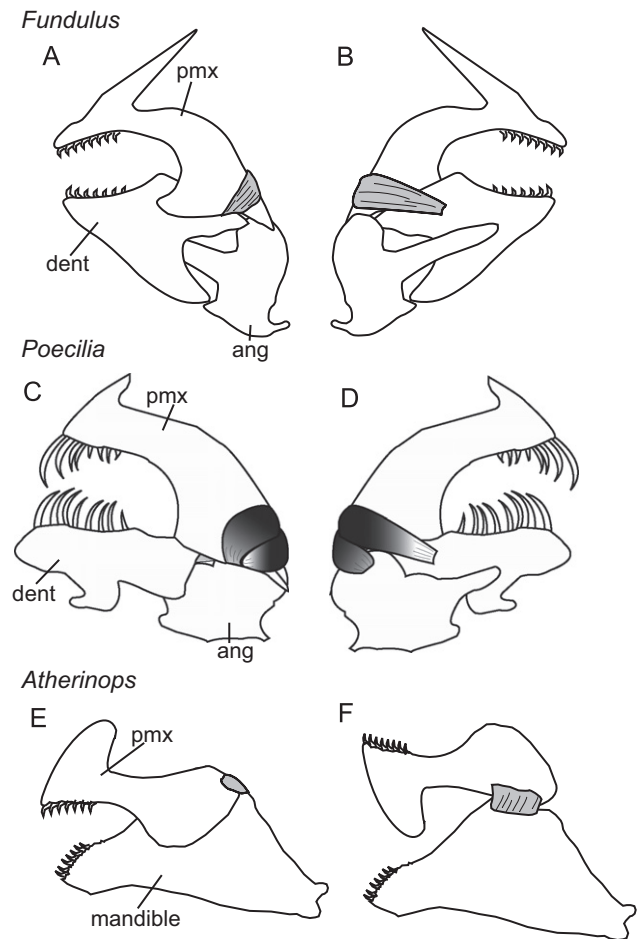 Fundulus
A
B
pmx
dent
ang
Poecilia
C
D
pmx
dent
ang
Atherinops
E
F
pmx
mandible